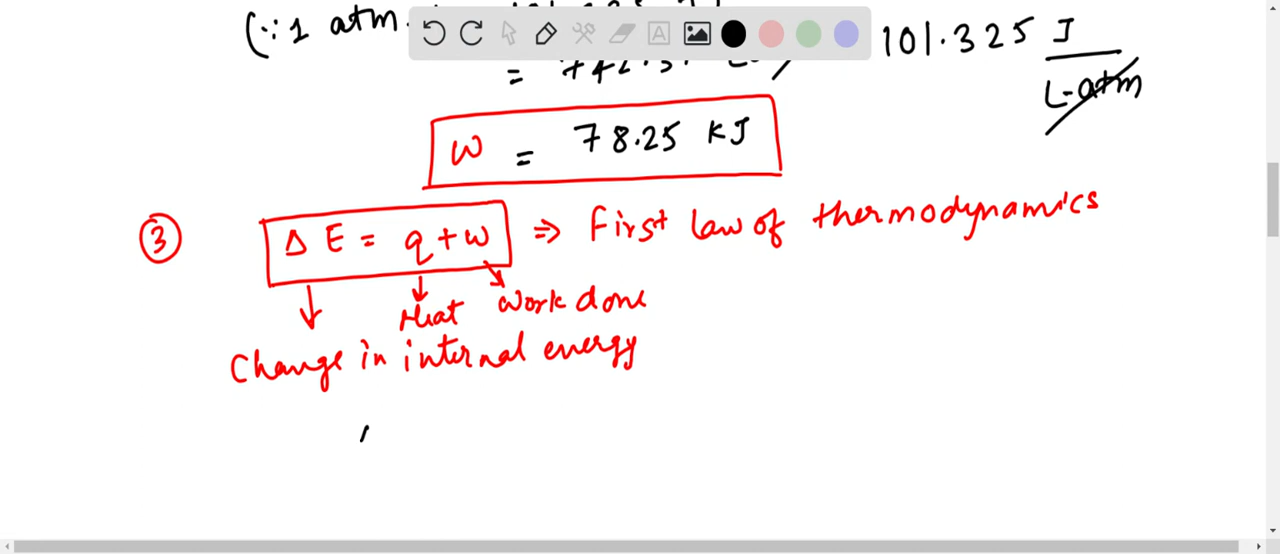 (∵ 1 atm.
101.325 J
=
L-atm
W = 78.25 KJ
③ Δ E = q + w ⇒ First law of thermodynamics
Heat work done
Change in internal energy